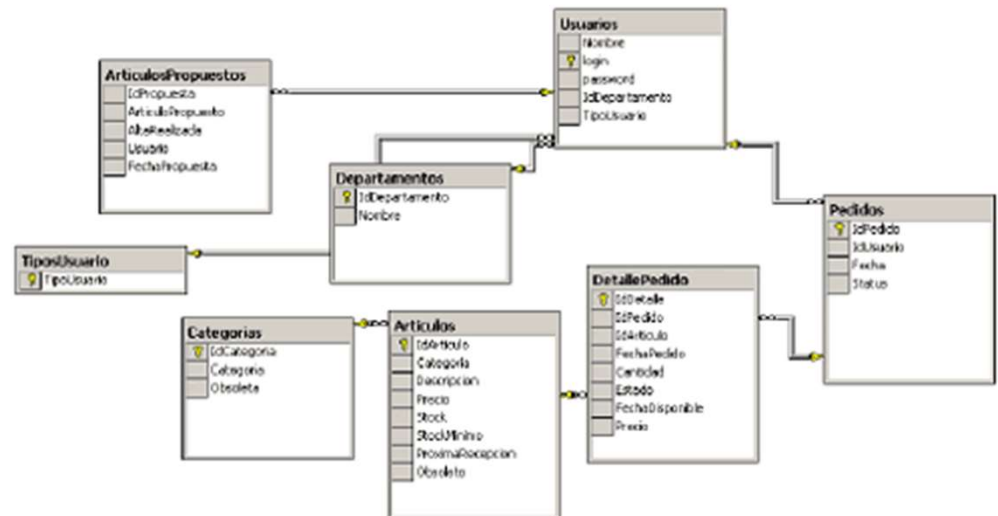 Usuarios
Nombre
login
password
IdDepartamento
TipoUsuario
ArticulosPropuestos
IdPropuesta
ArticuloPropuesto
AltaRealizada
Usuario
FechaPropuesta
Departamentos
IdDepartamento
Nombre
Pedidos
IdPedido
IdUsuario
Fecha
Status
TiposUsuario
TipoUsuario
DetallePedido
IdDetalle
IdPedido
IdArticulo
FechaPedido
Cantidad
Estado
FechaDisponible
Precio
Categorias
IdCategoria
Categoria
Obsoleta
Articulos
IdArticulo
Categoria
Descripcion
Precio
Stock
StockMinimo
ProximaRecepcion
Obsoleto